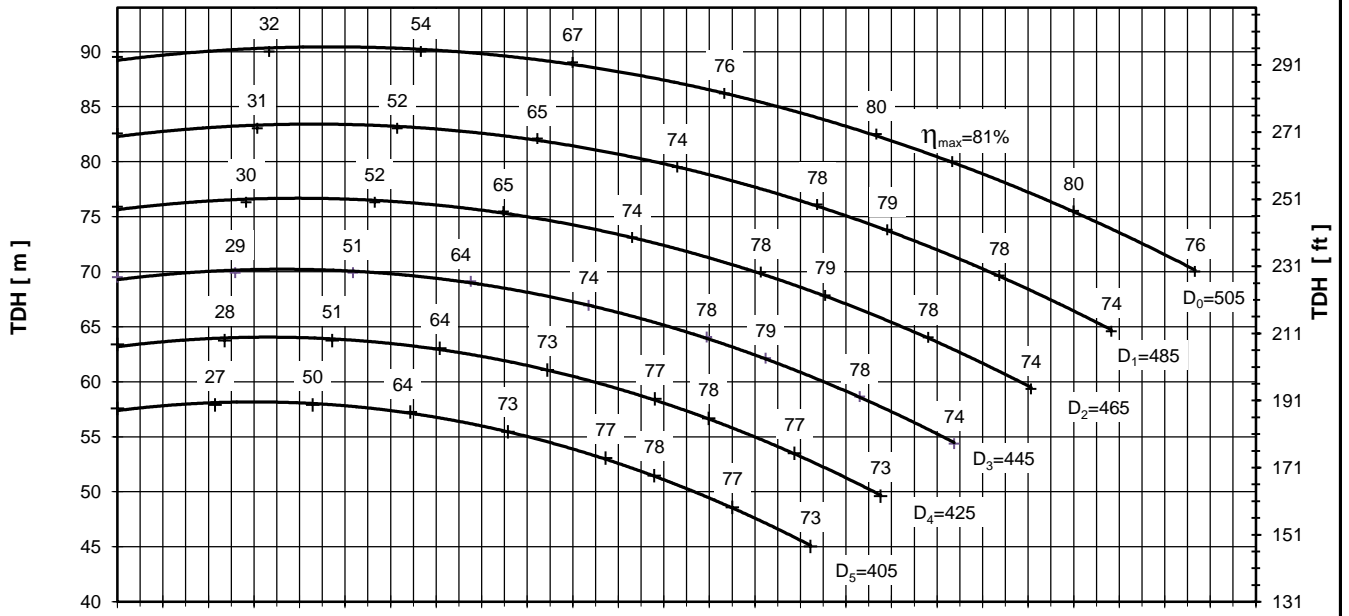 32 54 67 76 80 η_max=81% 80 76 D₀=505
31 52 65 74 78 79 78 74 D₁=485
30 52 65 74 78 79 78 74 D₂=465
29 51 64 74 78 79 78 74 D₃=445
28 51 64 73 77 78 77 73 D₄=425
27 50 64 73 77 78 77 73 D₅=405
TDH [ m ]
90
85
80
75
70
65
60
55
50
45
40
TDH [ ft ]
291
271
251
231
211
191
171
151
131